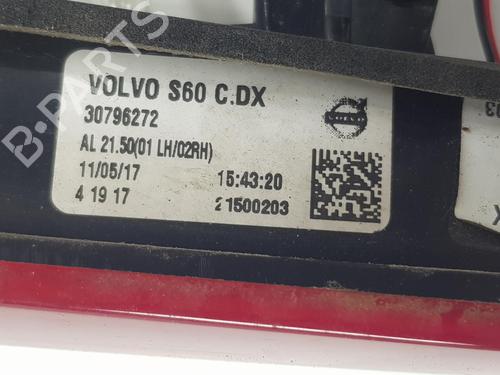 VOLVO S60 C.DX
30796272
VOLVO
AL 21.50(01 LH/02RH)
11/05/17 15:43:20
4 19 17 21500203
B-PARTS